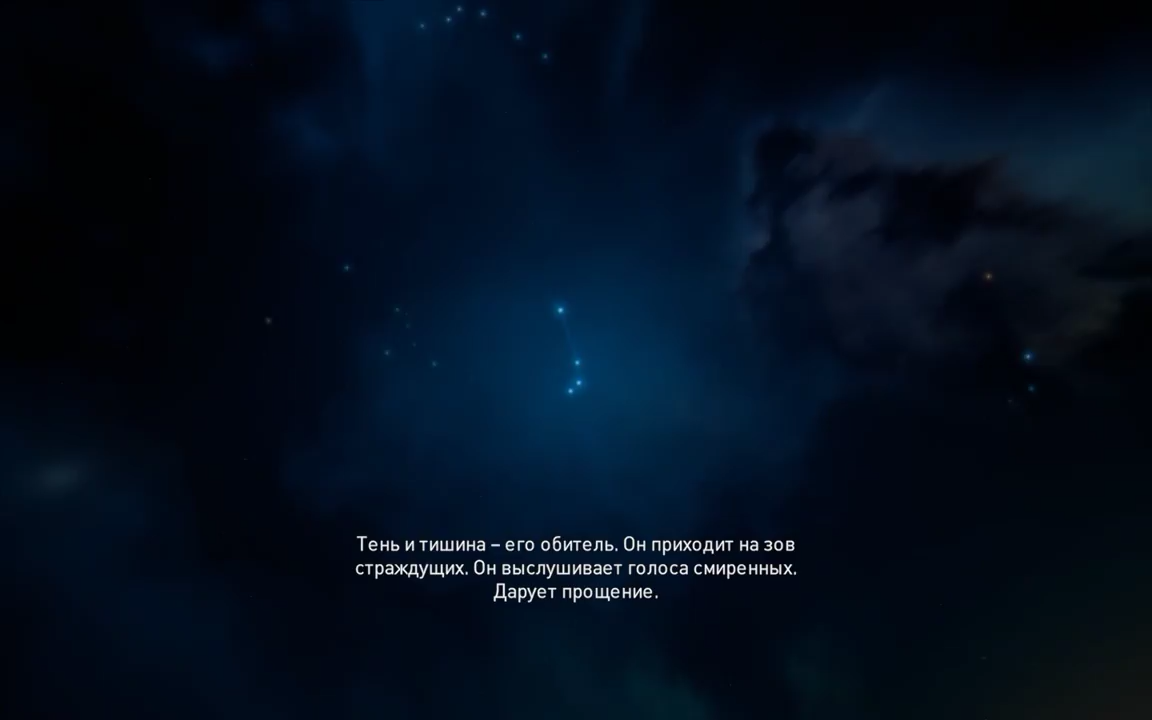 Тень и тишина – его обитель. Он приходит на зов
страждущих. Он выслушивает голоса смиренных.
Дарует прощение.